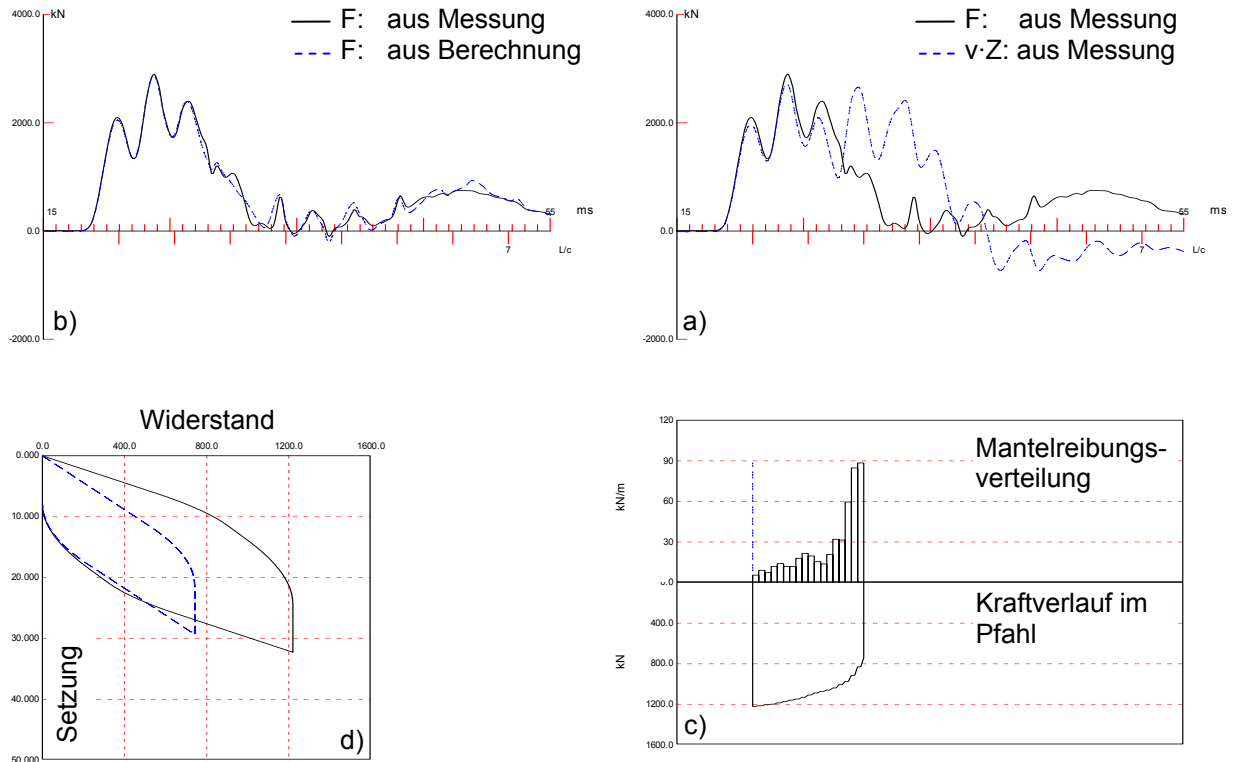 4000.0
kN
F: aus Messung
F: aus Berechnung
2000.0
15
55
ms
0.0
7
L/c
-2000.0
b)
4000.0
kN
F: aus Messung
v·Z: aus Messung
2000.0
15
55
ms
0.0
7
L/c
-2000.0
a)
Widerstand
0.0
400.0
800.0
1200.0
1600.0
0.000
10.000
20.000
30.000
40.000
50.000
Setzung
d)
120
90
60
30
0.0
kN/m
Mantelreibungs-
verteilung
Kraftverlauf im
Pfahl
400.0
800.0
1200.0
1600.0
kN
c)